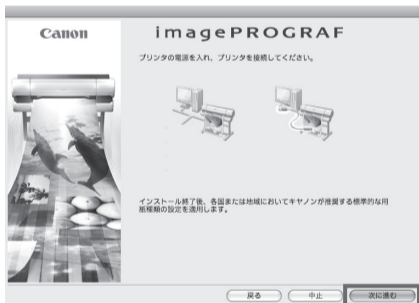 Canon
imagePROGRAF
プリンタの電源を入れ、プリンタを接続してください。
インストール終了後、各国または地域においてキヤノンが推奨する標準的な用
紙種類の設定を適用します。
戻る
中止
次に進む